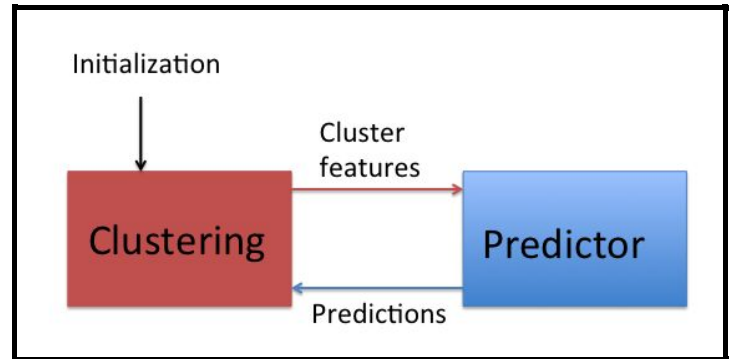 Initialization
Cluster
features
Clustering
Predictor
Predictions